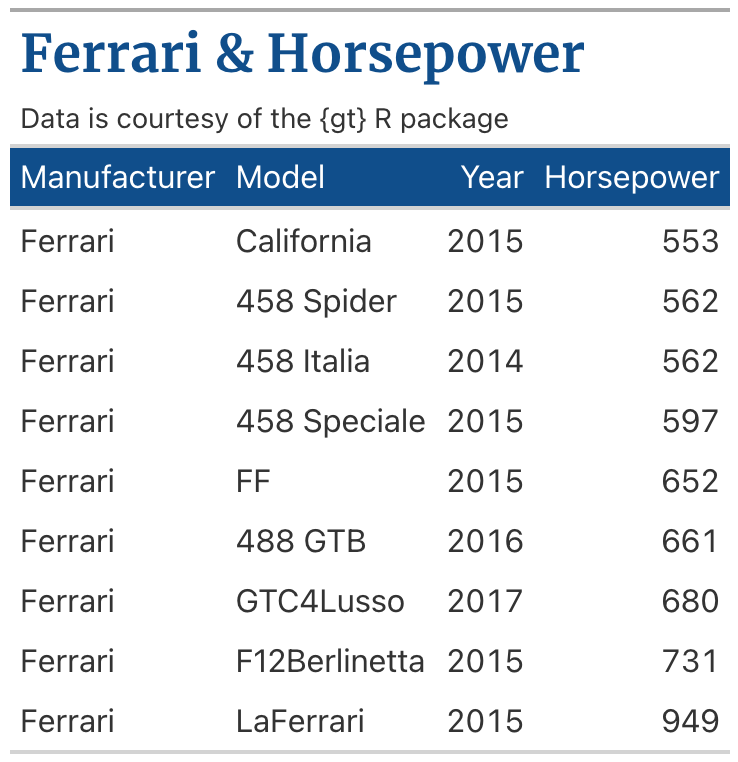 Ferrari & Horsepower
Data is courtesy of the {gt} R package
Manufacturer Model Year Horsepower
Ferrari California 2015 553
Ferrari 458 Spider 2015 562
Ferrari 458 Italia 2014 562
Ferrari 458 Speciale 2015 597
Ferrari FF 2015 652
Ferrari 488 GTB 2016 661
Ferrari GTC4Lusso 2017 680
Ferrari F12Berlinetta 2015 731
Ferrari LaFerrari 2015 949